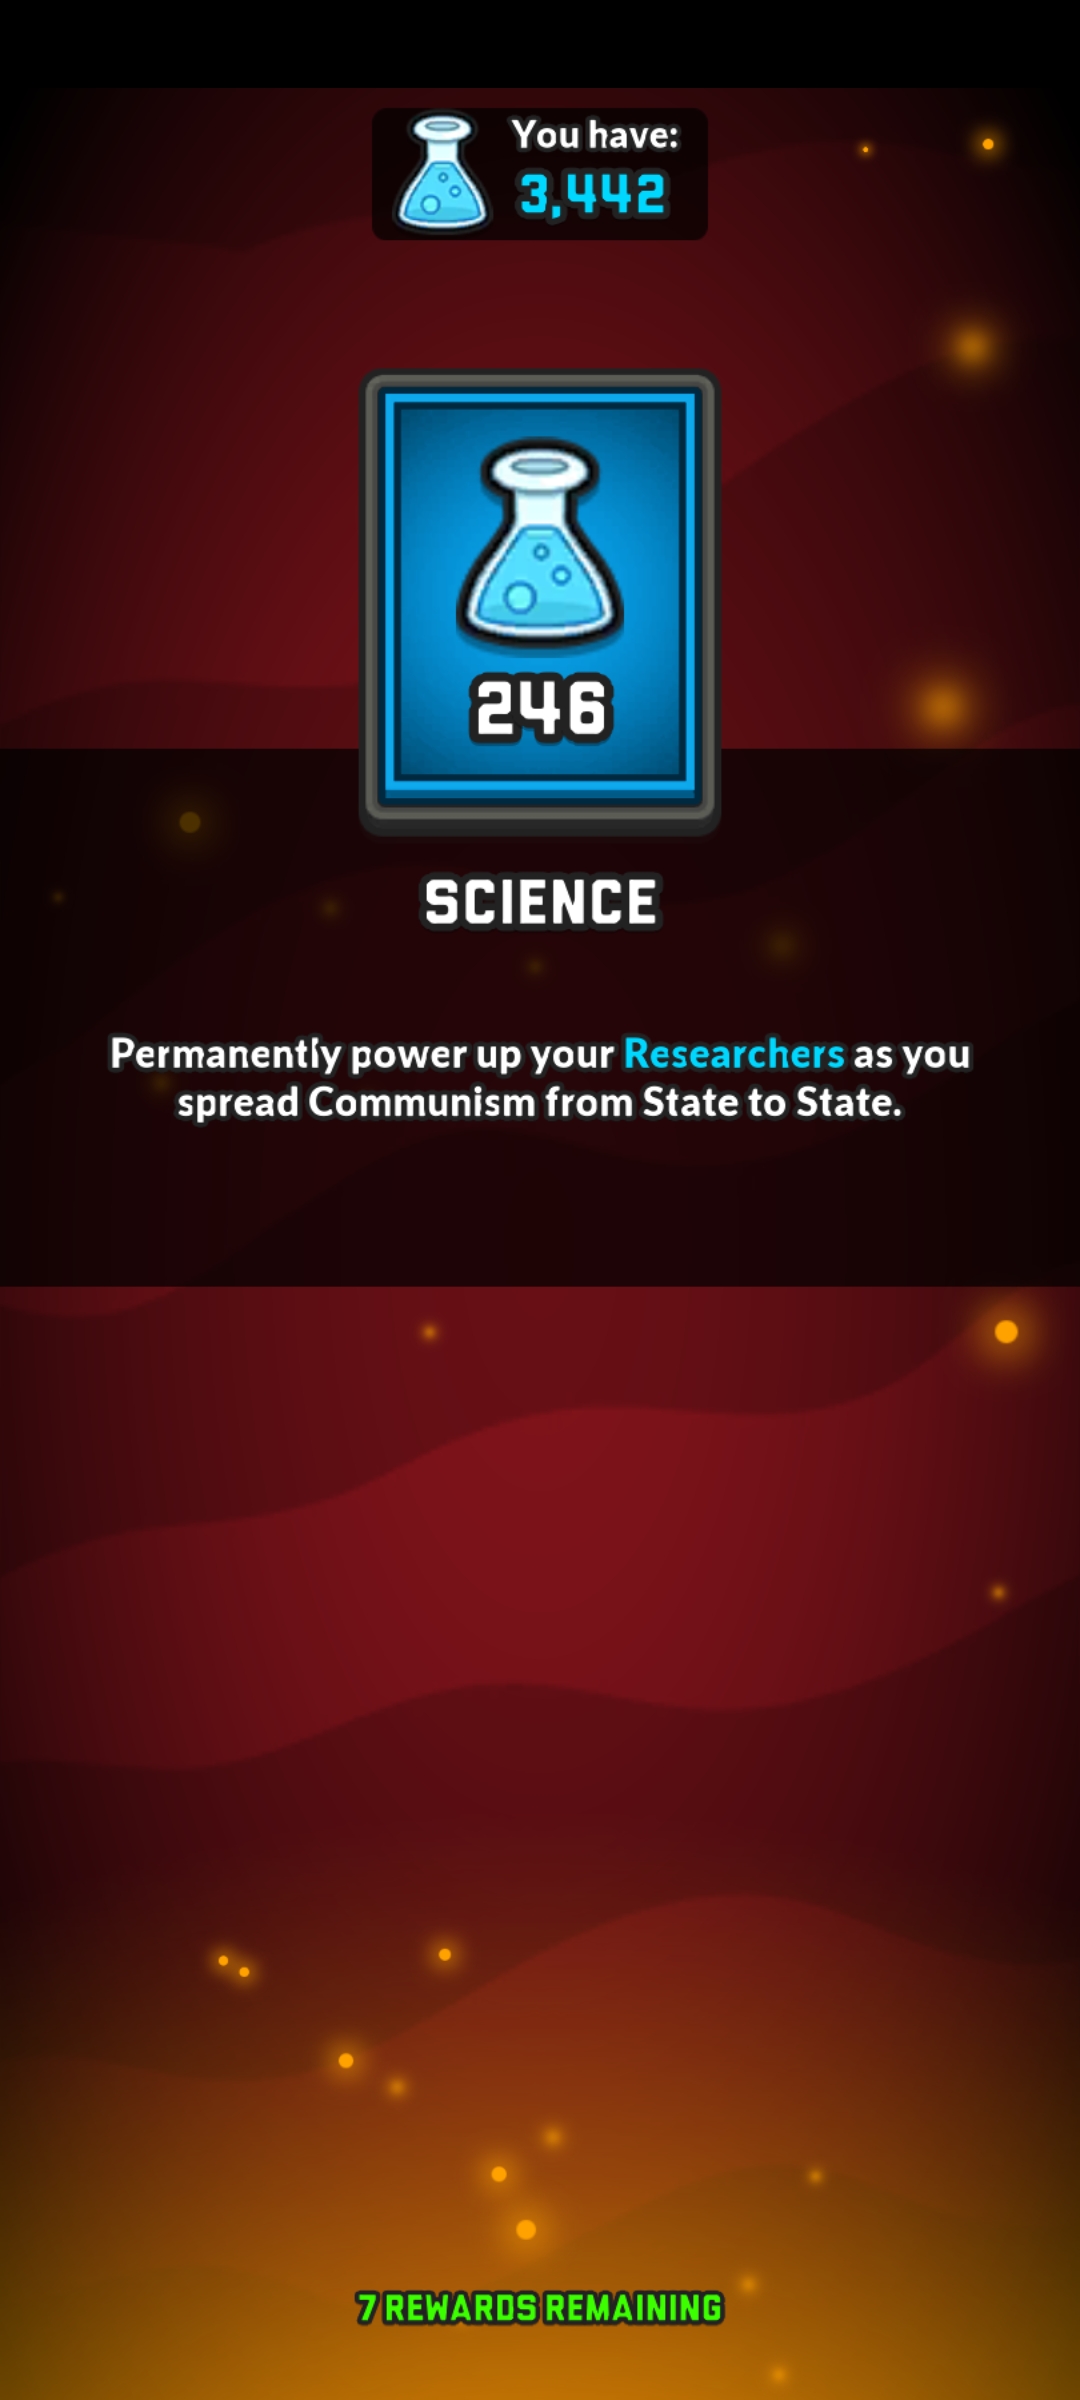 You have:
3,442
246
SCIENCE
Permanently power up your Researchers as you
spread Communism from State to State.
7 REWARDS REMAINING